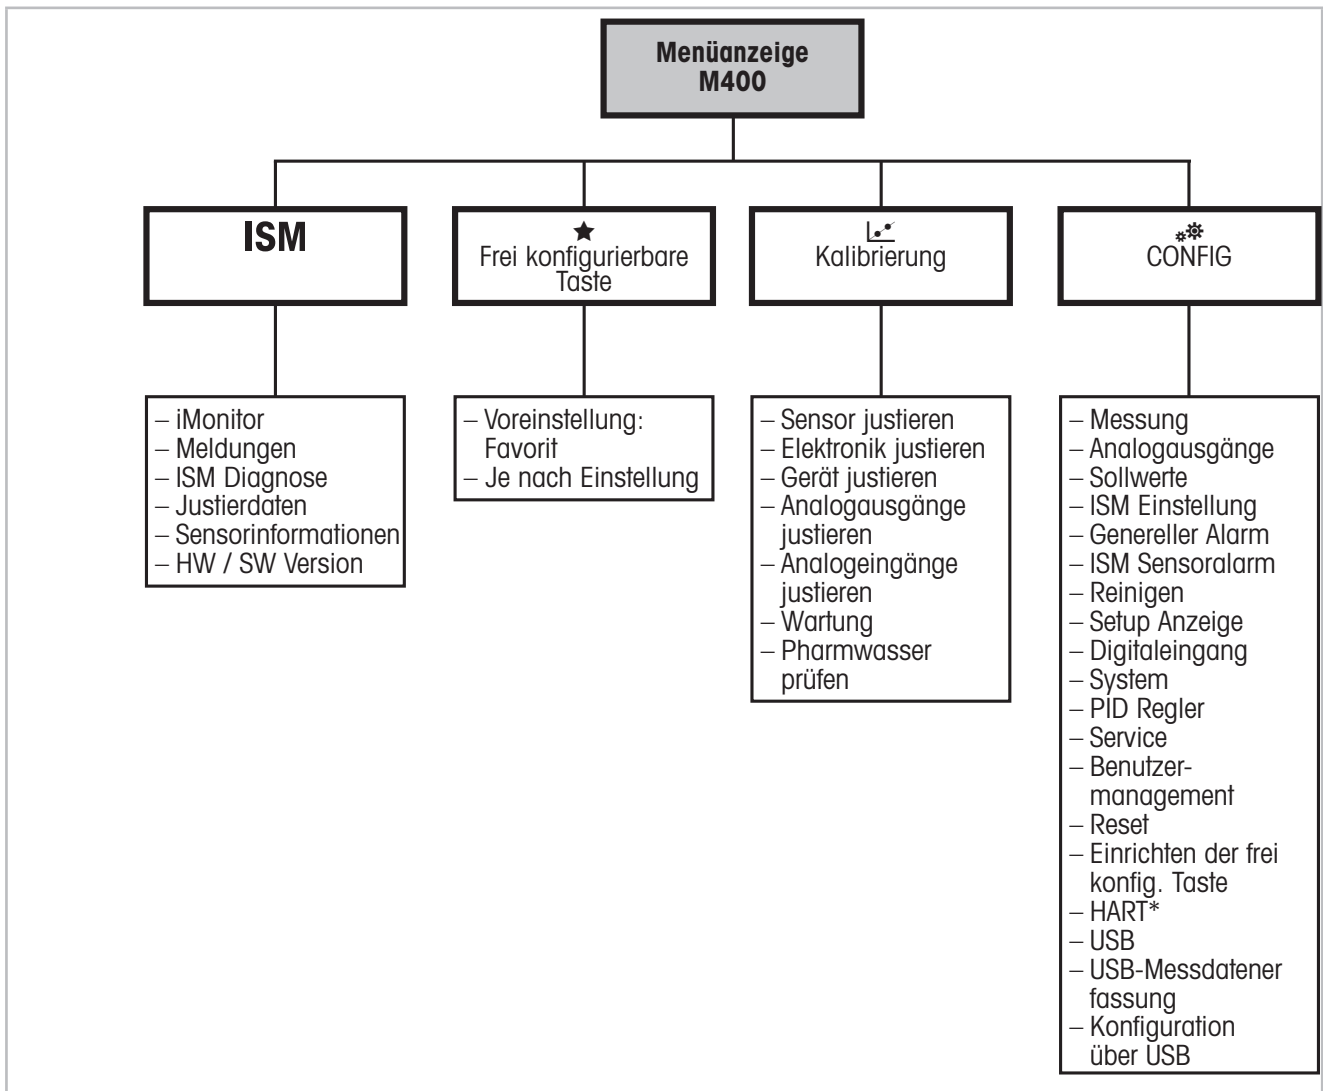 Menüanzeige
M400
ISM
Frei konfigurierbare
Taste
Kalibrierung
CONFIG
– iMonitor
– Meldungen
– ISM Diagnose
– Justierdaten
– Sensorinformationen
– HW / SW Version
– Voreinstellung:
Favorit
– Je nach Einstellung
– Sensor justieren
– Elektronik justieren
– Gerät justieren
– Analogausgänge
justieren
– Analogeingänge
justieren
– Wartung
– Pharmwasser
prüfen
– Messung
– Analogausgänge
– Sollwerte
– ISM Einstellung
– Genereller Alarm
– ISM Sensoralarm
– Reinigen
– Setup Anzeige
– Digitaleingang
– System
– PID Regler
– Service
– Benutzer-
management
– Reset
– Einrichten der frei
konfig. Taste
– HART*
– USB
– USB-Messdatener
fassung
– Konfiguration
über USB